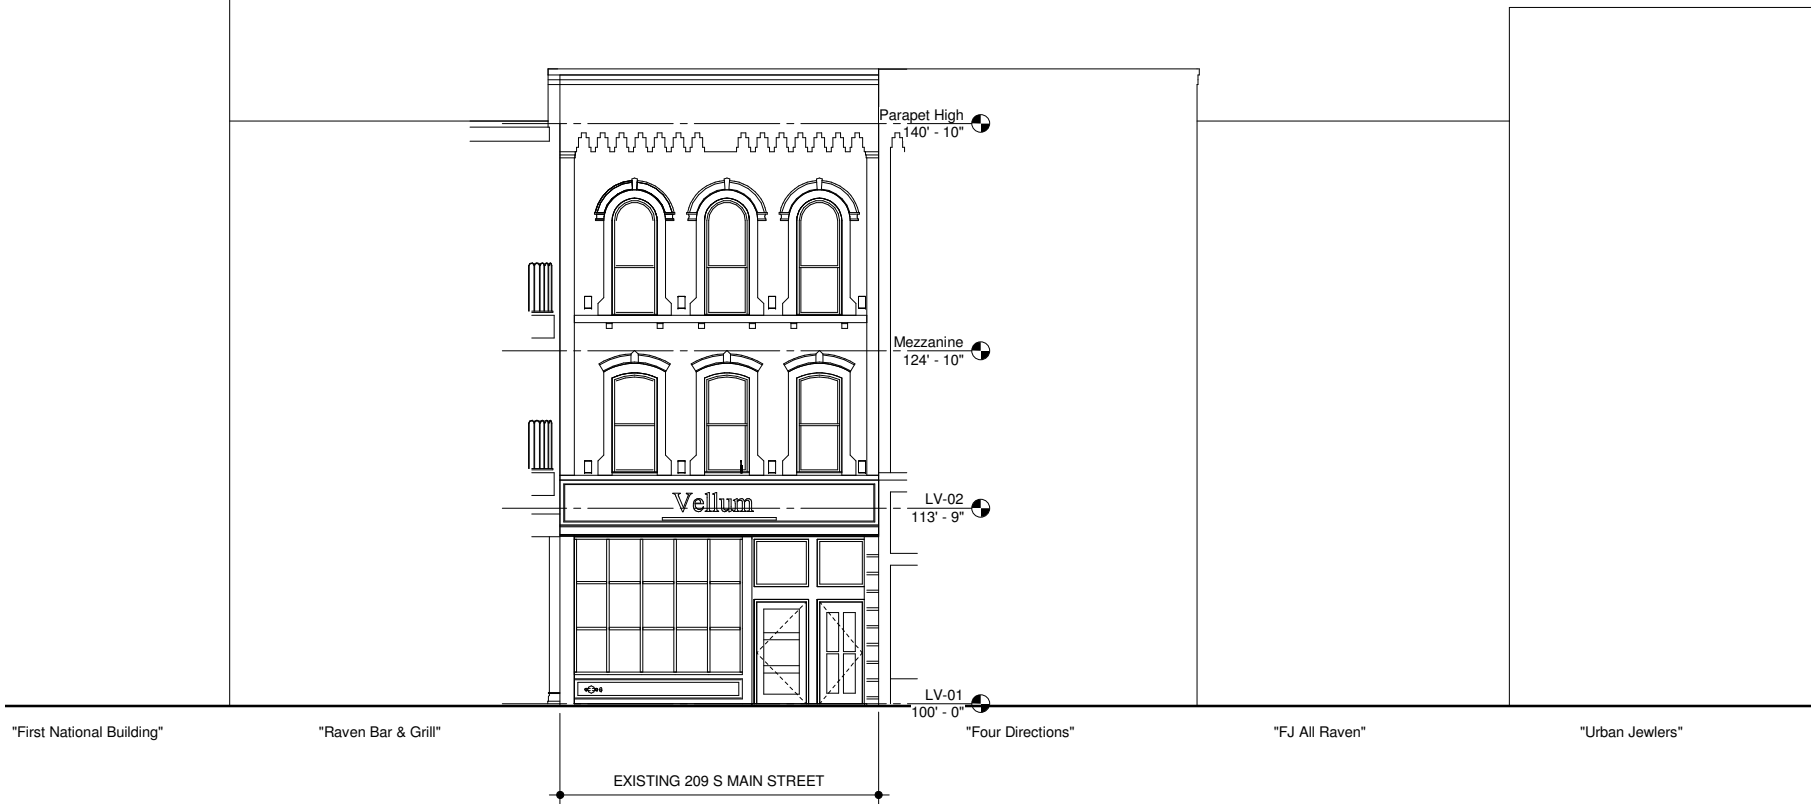 Parapet High
140' - 10"
Mezzanine
124' - 10"
Vellum
LV-02
113' - 9"
LV-01
100' - 0"
"First National Building"
"Raven Bar & Grill"
"Four Directions"
"FJ All Raven"
"Urban Jewlers"
EXISTING 209 S MAIN STREET